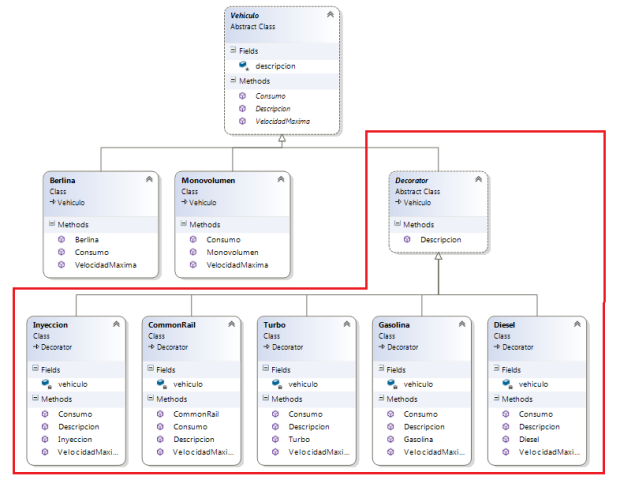 Vehiculo
Abstract Class
Fields
descripcion
Methods
Consumo
Descripcion
VelocidadMaxima
Berlina
Class
Vehiculo
Methods
Berlina
Consumo
VelocidadMaxima
Monovolumen
Class
Vehiculo
Methods
Consumo
Monovolumen
VelocidadMaxima
Decorator
Abstract Class
Vehiculo
Methods
Descripcion
Inyeccion
Class
Decorator
Fields
vehiculo
Methods
Consumo
Descripcion
Inyeccion
VelocidadMaxi...
CommonRail
Class
Decorator
Fields
vehiculo
Methods
CommonRail
Consumo
Descripcion
VelocidadMaxi...
Turbo
Class
Decorator
Fields
vehiculo
Methods
Consumo
Descripcion
Turbo
VelocidadMaxi...
Gasolina
Class
Decorator
Fields
vehiculo
Methods
Consumo
Descripcion
Gasolina
VelocidadMaxi...
Diesel
Class
Decorator
Fields
vehiculo
Methods
Consumo
Descripcion
Diesel
VelocidadMaxi...